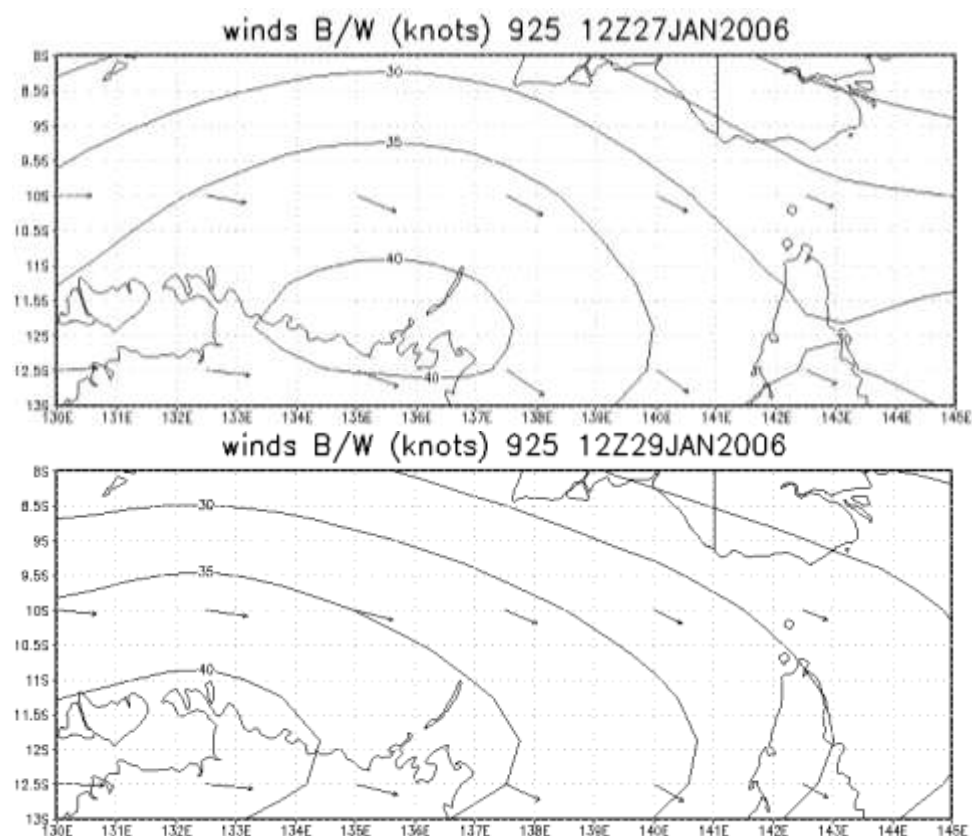 winds B/W (knots) 925 12Z27JAN2006
8S
30
8.5S
9S
35
9.5S
10S
10.5S
11S
40
11.5S
12S
12.5S
40
13S
130E 131E 132E 133E 134E 135E 136E 137E 138E 139E 140E 141E 142E 143E 144E 145E
winds B/W (knots) 925 12Z29JAN2006
8S
30
8.5S
9S
9.5S
35
10S
10.5S
40
11S
11.5S
12S
12.5S
13S
130E 131E 132E 133E 134E 135E 136E 137E 138E 139E 140E 141E 142E 143E 144E 145E